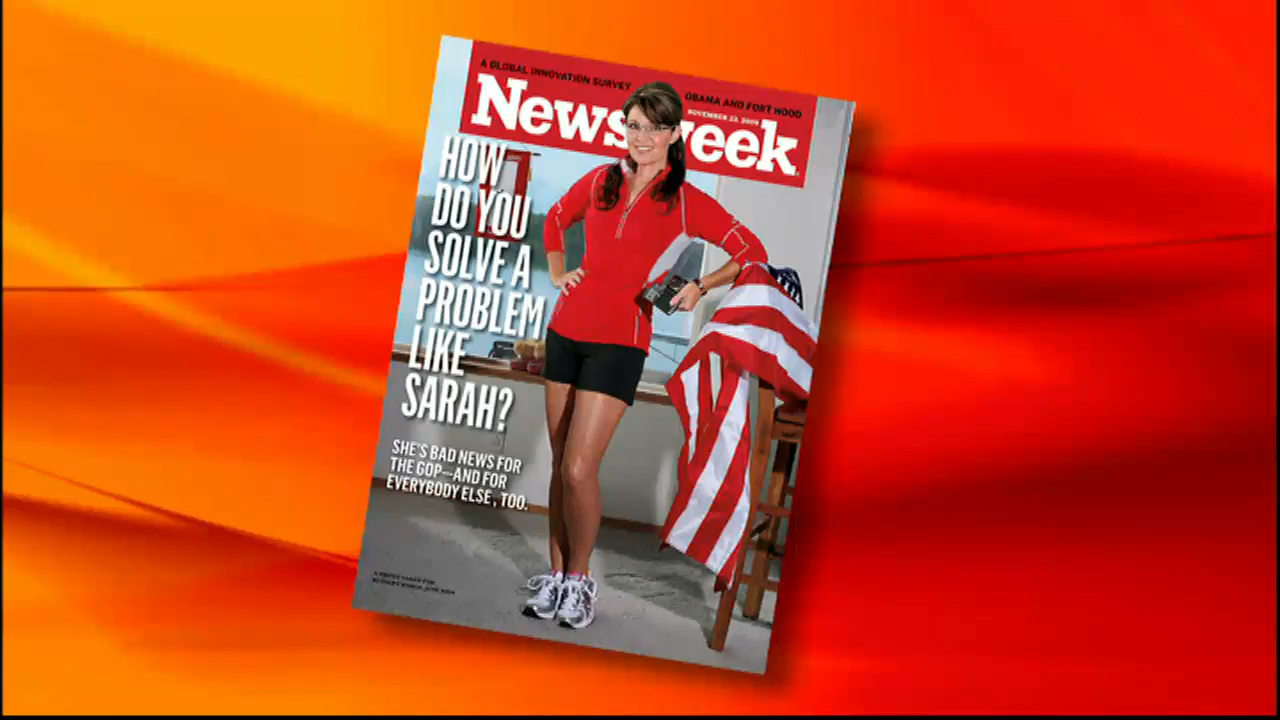 A GLOBAL INNOVATION SURVEY
OBAMA AND FORT HOOD
NOVEMBER 23, 2009
Newsweek
HOW
DO YOU
SOLVE A
PROBLEM
LIKE
SARAH?
SHE'S BAD NEWS FOR
THE GOP—AND FOR
EVERYBODY ELSE, TOO.